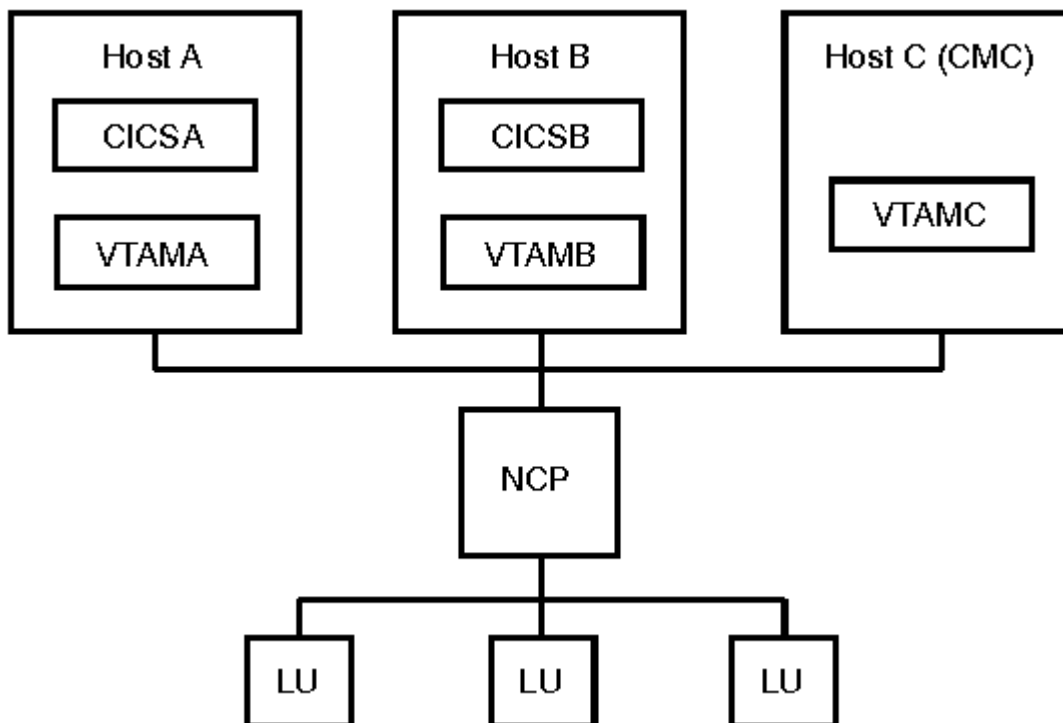 Host A
CICSA
VTAMA
Host B
CICSB
VTAMB
Host C (CMC)
VTAMC
NCP
LU
LU
LU